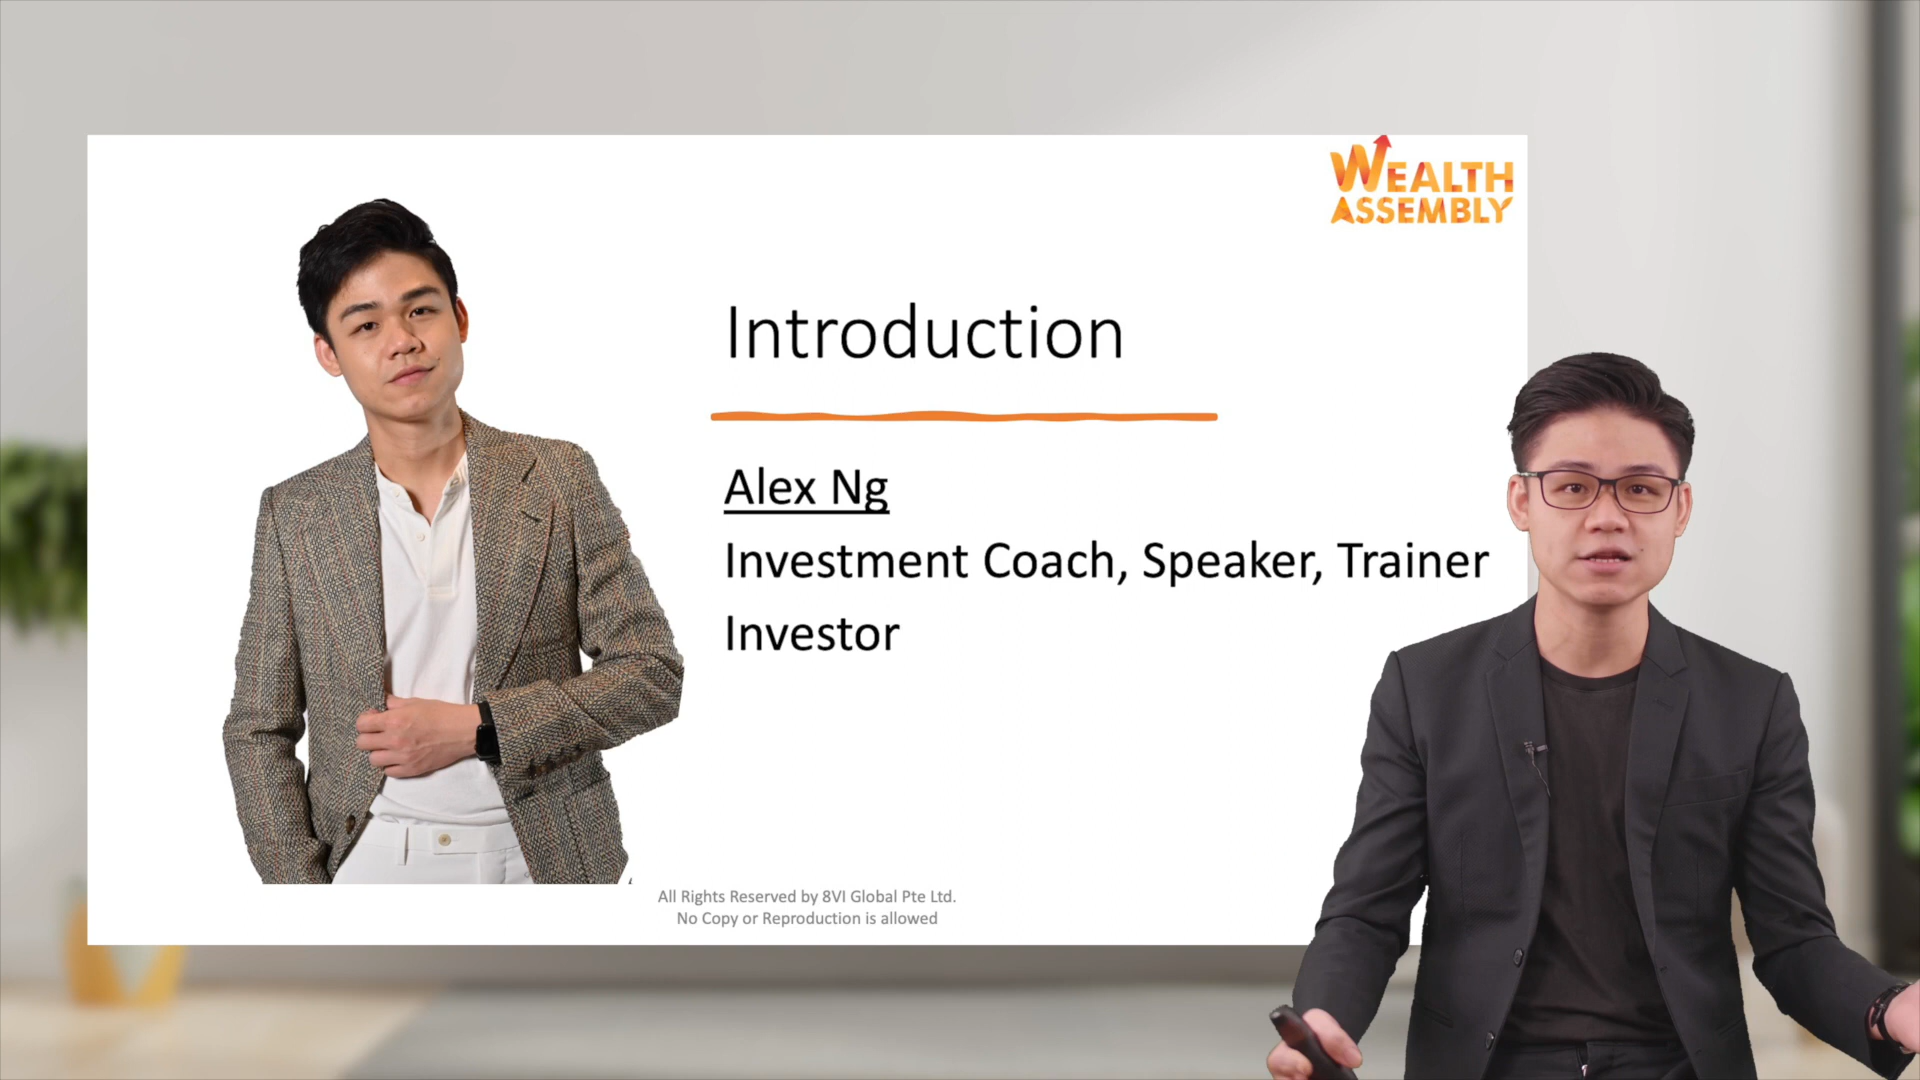 WEALTH
ASSEMBLY
Introduction
Alex Ng
Investment Coach, Speaker, Trainer
Investor
All Rights Reserved by 8VI Global Pte Ltd.
No Copy or Reproduction is allowed